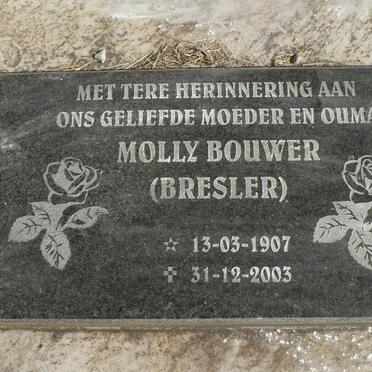 MET TERE HERINNERING AAN
ONS GELIEFDE MOEDER EN OUMA
MOLLY BOUWER
(BRESLER)
☆ 13-03-1907
✝ 31-12-2003